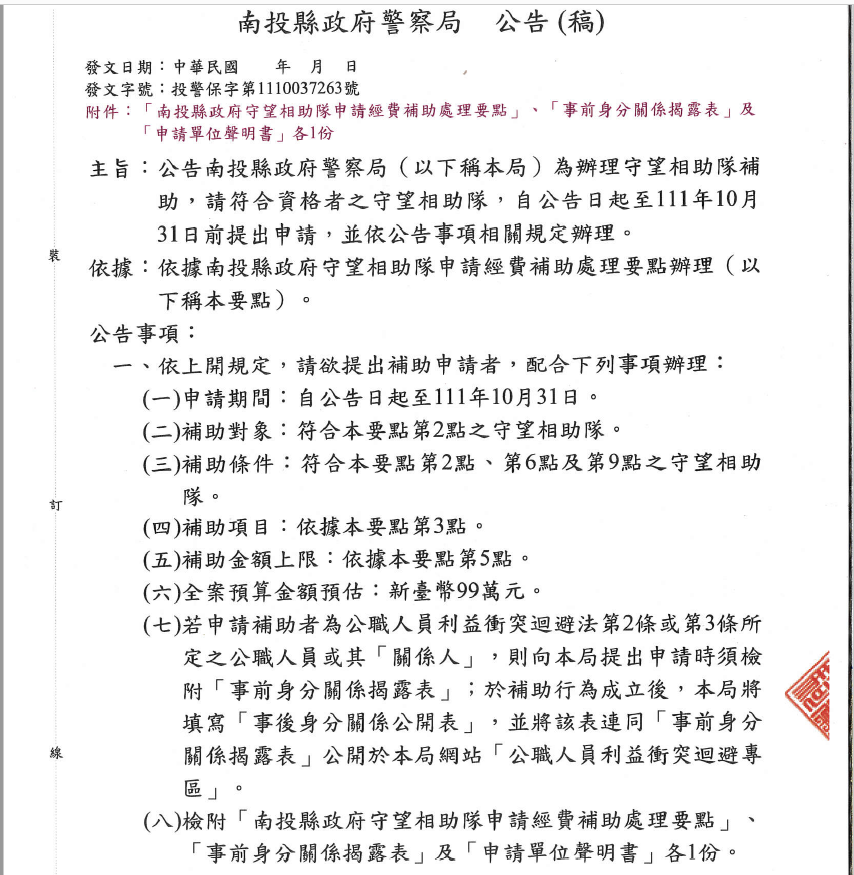 南投縣政府警察局 公告(稿)
發文日期：中華民國 年 月 日
發文字號：投警保字第1110037263號
附件：「南投縣政府守望相助隊申請經費補助處理要點」、「事前身分關係揭露表」及
「申請單位聲明書」各1份
主旨：公告南投縣政府警察局（以下稱本局）為辦理守望相助隊補
助，請符合資格者之守望相助隊，自公告日起至111年10月
31日前提出申請，並依公告事項相關規定辦理。
裝
依據：依據南投縣政府守望相助隊申請經費補助處理要點辦理（以
下稱本要點）。
公告事項：
一、依上開規定，請欲提出補助申請者，配合下列事項辦理：
(一)申請期間：自公告日起至111年10月31日。
(二)補助對象：符合本要點第2點之守望相助隊。
(三)補助條件：符合本要點第2點、第6點及第9點之守望相助
隊。
訂
(四)補助項目：依據本要點第3點。
(五)補助金額上限：依據本要點第5點。
(六)全案預算金額預估：新臺幣99萬元。
(七)若申請補助者為公職人員利益衝突迴避法第2條或第3條所
定之公職人員或其「關係人」，則向本局提出申請時須檢
附「事前身分關係揭露表」；於補助行為成立後，本局將
填寫「事後身分關係公開表」，並將該表連同「事前身分
關係揭露表」公開於本局網站「公職人員利益衝突迴避專
線
區」。
(八)檢附「南投縣政府守望相助隊申請經費補助處理要點」、
「事前身分關係揭露表」及「申請單位聲明書」各1份。